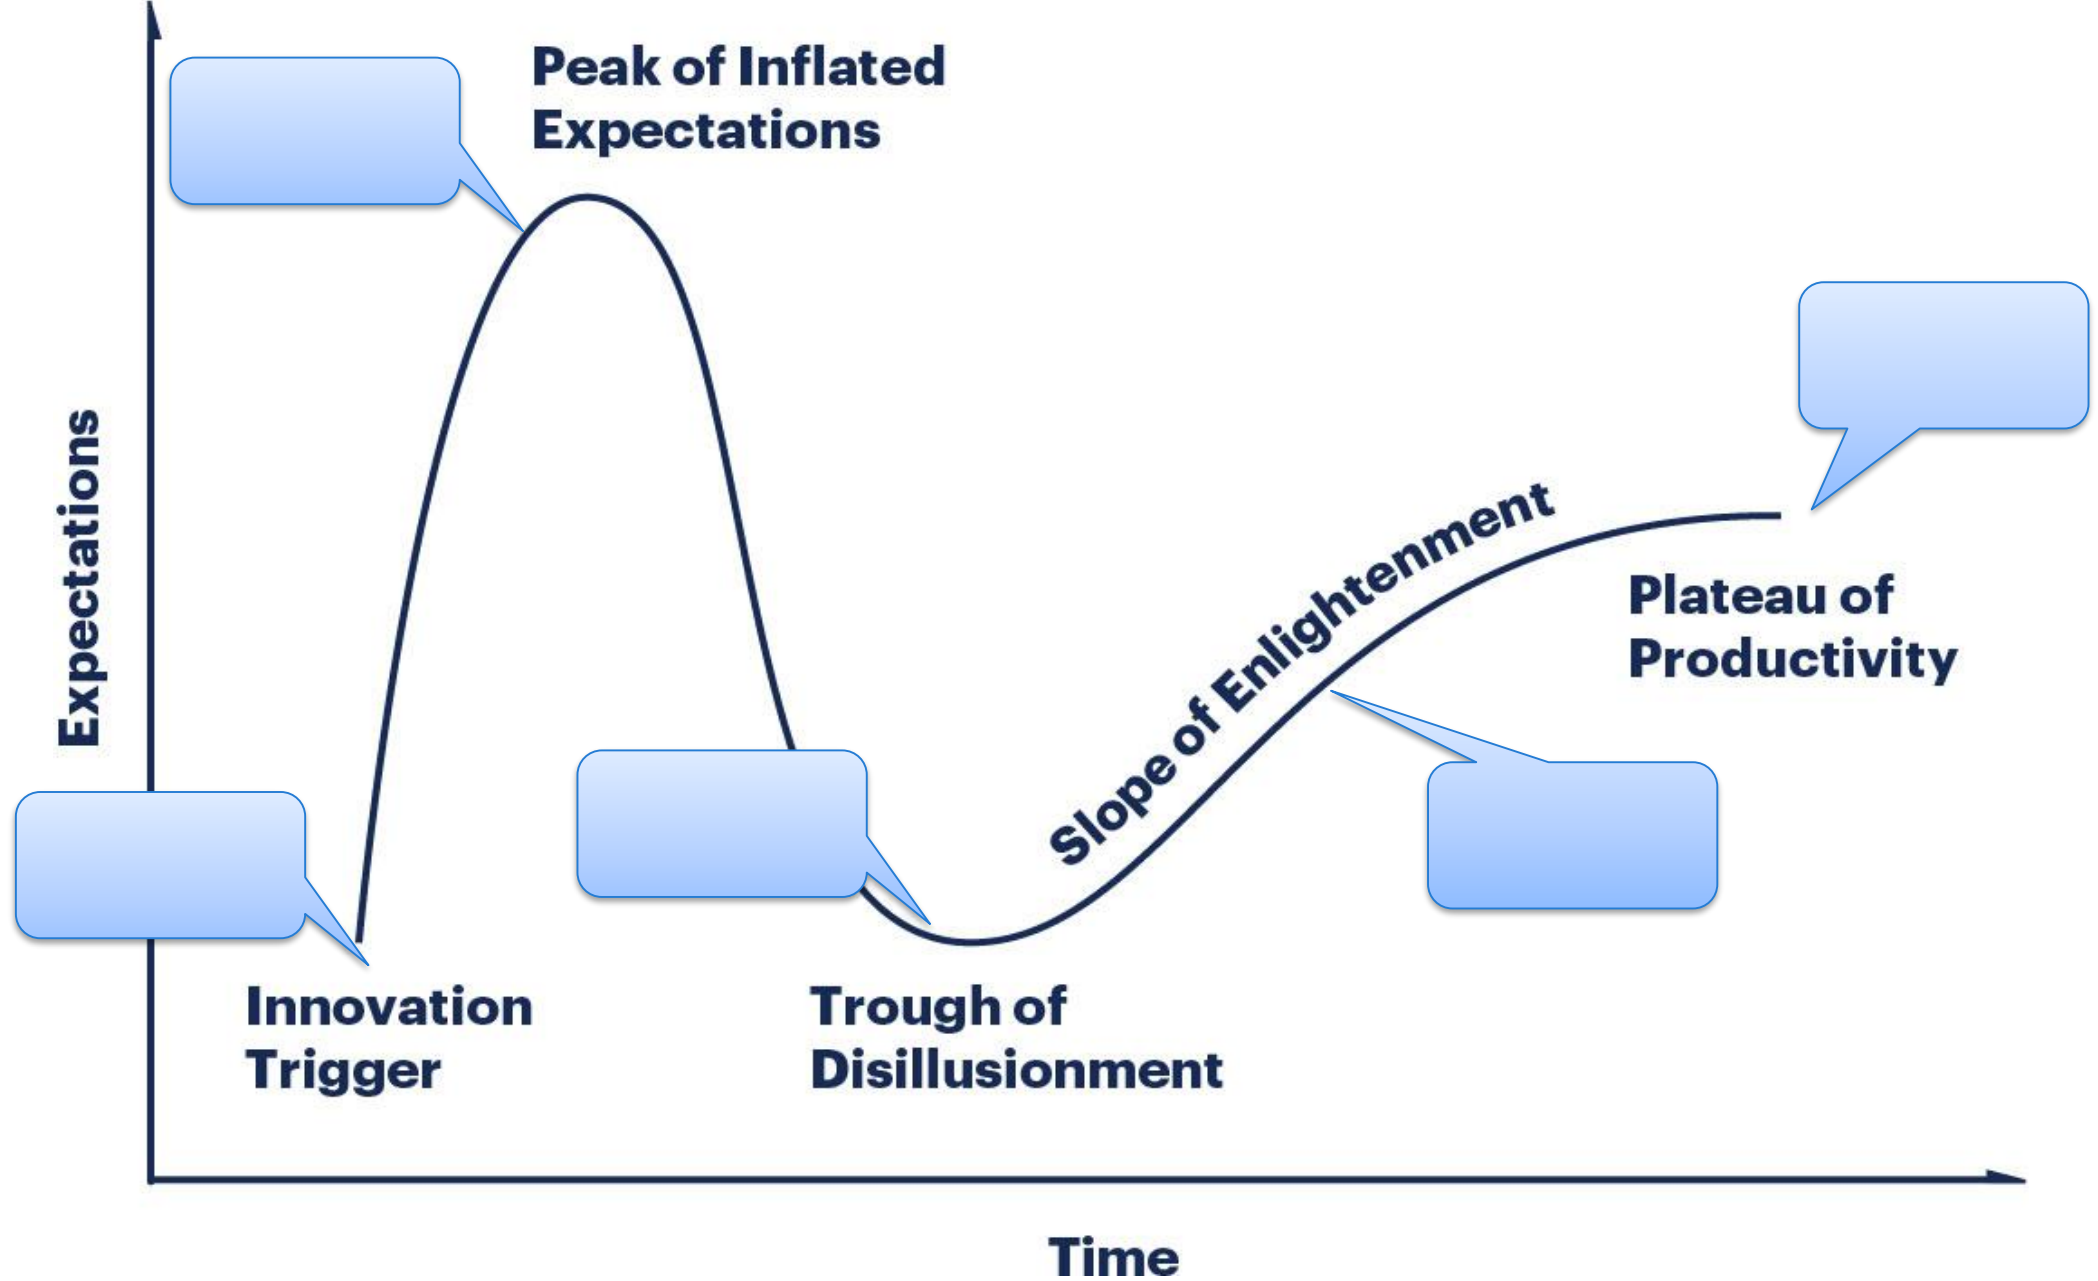 Peak of Inflated
Expectations
Expectations
Slope of Enlightenment
Plateau of
Productivity
Innovation
Trigger
Trough of
Disillusionment
Time